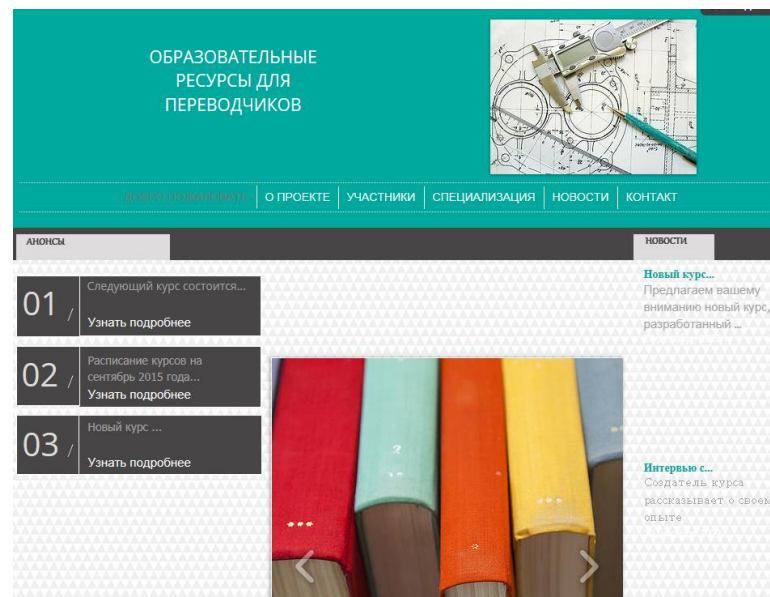 ОБРАЗОВАТЕЛЬНЫЕ
РЕСУРСЫ ДЛЯ
ПЕРЕВОДЧИКОВ
ДОБРО ПОЖАЛОВАТЬ
О ПРОЕКТЕ
УЧАСТНИКИ
СПЕЦИАЛИЗАЦИЯ
НОВОСТИ
КОНТАКТ
АНОНСЫ
01 /
Следующий курс состоится...
Узнать подробнее
02 /
Расписание курсов на
сентябрь 2015 года...
Узнать подробнее
03 /
Новый курс ...
Узнать подробнее
НОВОСТИ
Новый курс...
Предлагаем вашему
вниманию новый курс,
разработанный ...
Интервью с...
Создатель курса
рассказывает о своем
опыте